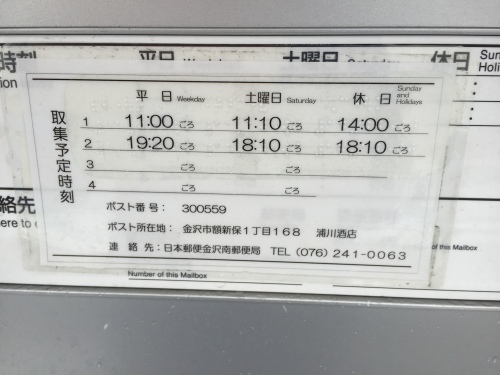 時刻 平日 土曜日 Saturday 休日 Sun
tion Holi
平日 Weekday 土曜日 Saturday 休日 Sunday and Holidays
取集予定時刻
1 11:00 ごろ 11:10 ごろ 14:00 ごろ
2 19:20 ごろ 18:10 ごろ 18:10 ごろ
3 ごろ ごろ ごろ
4 ごろ ごろ ごろ
絡先
ere to
ポスト番号： 300559
ポスト所在地： 金沢市額新保1丁目168 浦川酒店
連絡先：日本郵便金沢南郵便局 TEL (076) 241-0063
Number of this Mailbox